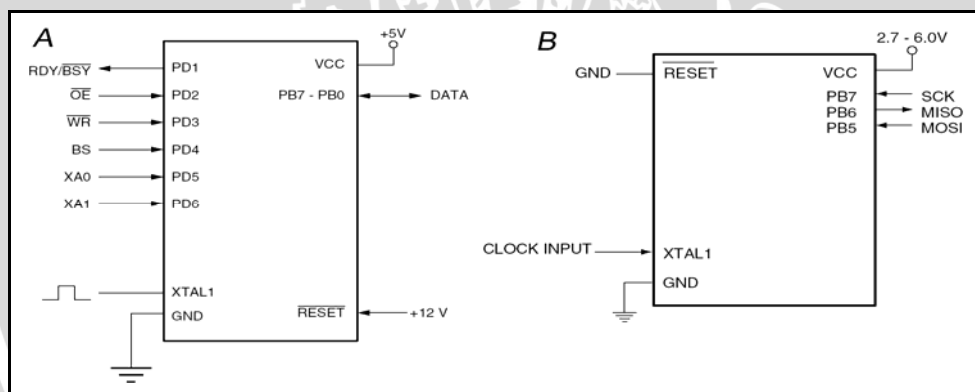 A
+5V
RDY/BSY PD1 VCC
OE PD2 PB7 - PB0 DATA
WR PD3
BS PD4
XA0 PD5
XA1 PD6
XTAL1
GND RESET +12 V
B
2.7 - 6.0V
GND RESET VCC
PB7 SCK
PB6 MISO
PB5 MOSI
CLOCK INPUT XTAL1
GND